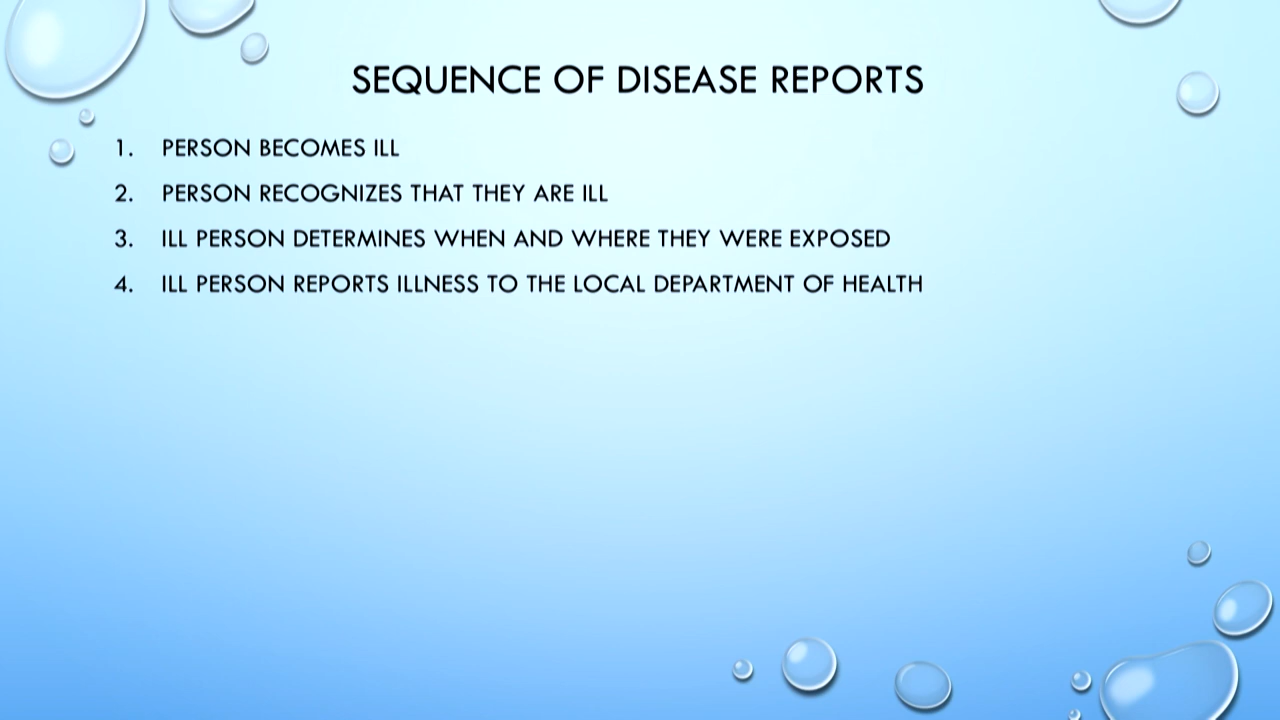 SEQUENCE OF DISEASE REPORTS
1. PERSON BECOMES ILL
2. PERSON RECOGNIZES THAT THEY ARE ILL
3. ILL PERSON DETERMINES WHEN AND WHERE THEY WERE EXPOSED
4. ILL PERSON REPORTS ILLNESS TO THE LOCAL DEPARTMENT OF HEALTH